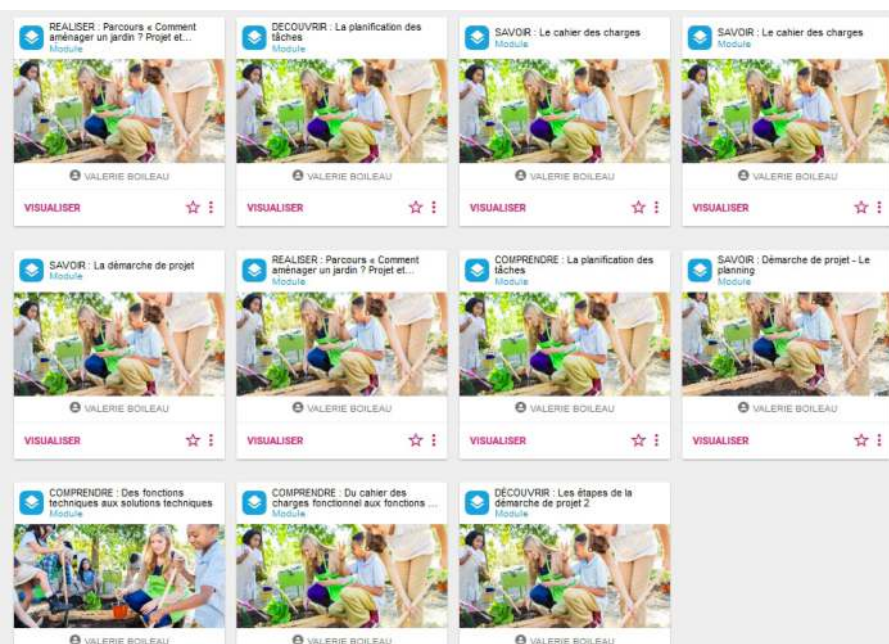 REALISER : Parcours « Comment
aménager un jardin ? Projet et...
Module
VALERIE BOILEAU
VISUALISER
DECOUVRIR : La planification des
tâches
Module
VALERIE BOILEAU
VISUALISER
SAVOIR : Le cahier des charges
Module
VALERIE BOILEAU
VISUALISER
SAVOIR : Le cahier des charges
Module
VALERIE BOILEAU
VISUALISER
SAVOIR : La démarche de projet
Module
VALERIE BOILEAU
VISUALISER
REALISER : Parcours « Comment
aménager un jardin ? Projet et...
Module
VALERIE BOILEAU
VISUALISER
COMPRENDRE : La planification des
tâches
Module
VALERIE BOILEAU
VISUALISER
SAVOIR : Démarche de projet - Le
planning
Module
VALERIE BOILEAU
VISUALISER
COMPRENDRE : Des fonctions
techniques aux solutions techniques
Module
VALERIE BOILEAU
COMPRENDRE : Du cahier des
charges fonctionnel aux fonctions ...
Module
VALERIE BOILEAU
DÉCOUVRIR : Les étapes de la
démarche de projet 2
Module
VALERIE BOILEAU